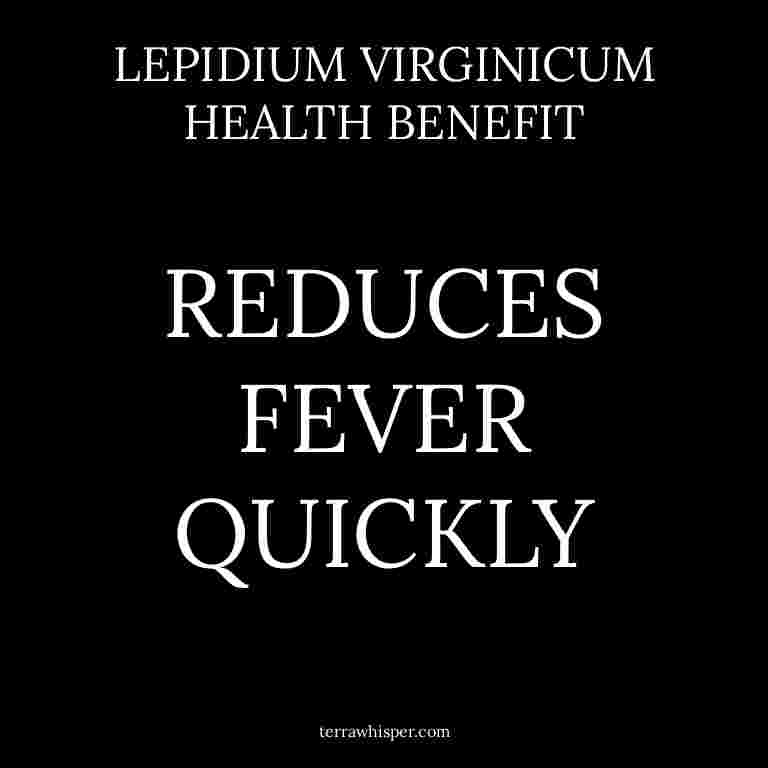 LEPIDIUM VIRGINICUM
HEALTH BENEFIT
REDUCES
FEVER
QUICKLY
terrawhisper.com